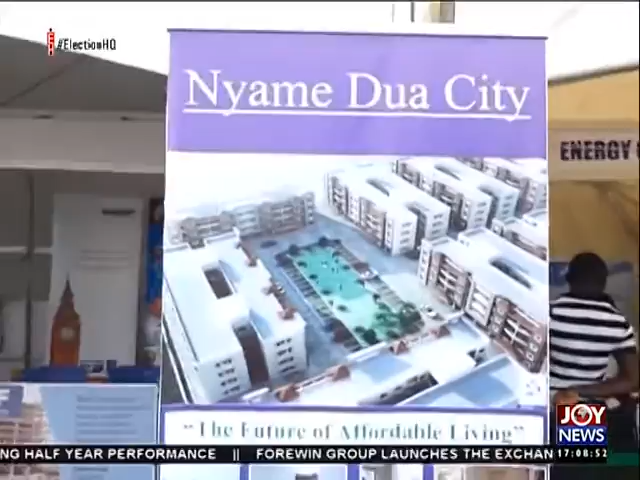 #ElectionHQ
Nyame Dua City
ENERGY
"The Future of Affordable Living"
JOY
NEWS
17:08:52
NG HALF YEAR PERFORMANCE || FOREWIN GROUP LAUNCHES THE EXCHAN